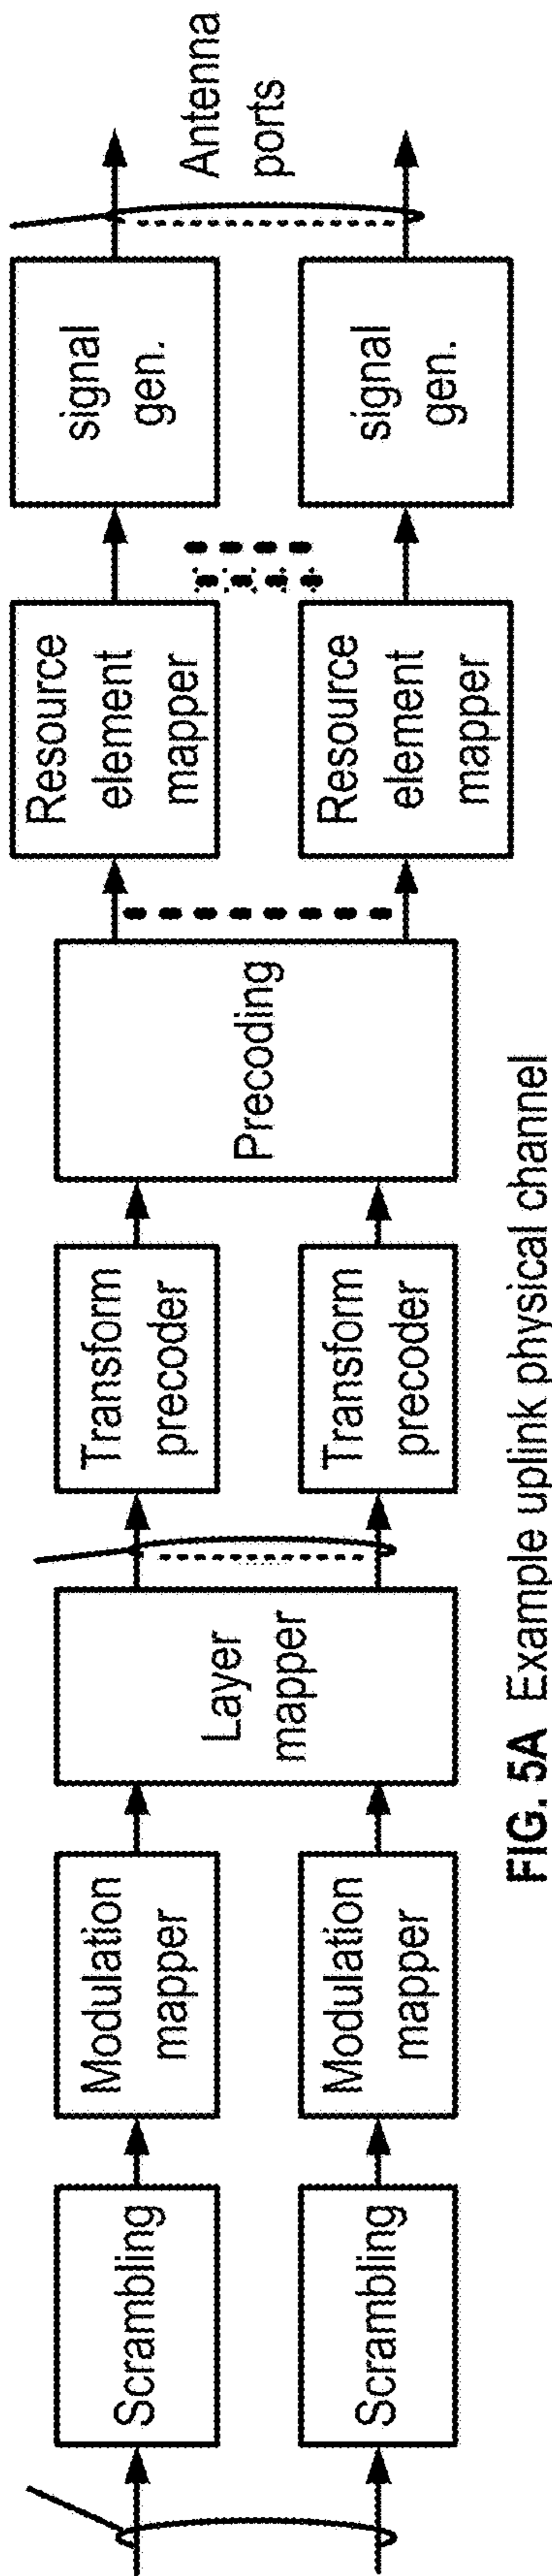 Scrambling
Scrambling
Modulation
mapper
Modulation
mapper
Layer
mapper
Transform
precoder
Transform
precoder
Precoding
Resource
element
mapper
Resource
element
mapper
signal
gen.
signal
gen.
Antenna
ports
FIG. 5A Example uplink physical channel